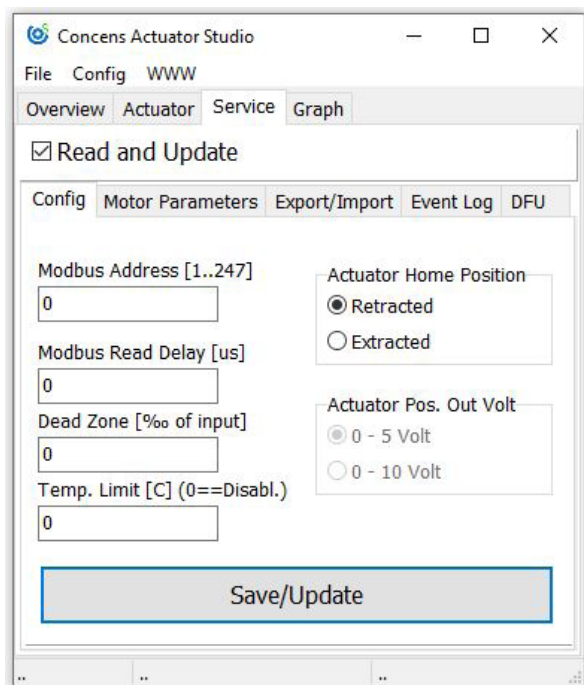 Concens Actuator Studio
File Config WWW
Overview Actuator Service Graph
Read and Update
Config Motor Parameters Export/Import Event Log DFU
Modbus Address [1..247]
0
Modbus Read Delay [us]
0
Dead Zone [‰ of input]
0
Temp. Limit [C] (0==Disabl.)
0
Actuator Home Position
Retracted
Extracted
Actuator Pos. Out Volt
0 - 5 Volt
0 - 10 Volt
Save/Update
.. .. ..